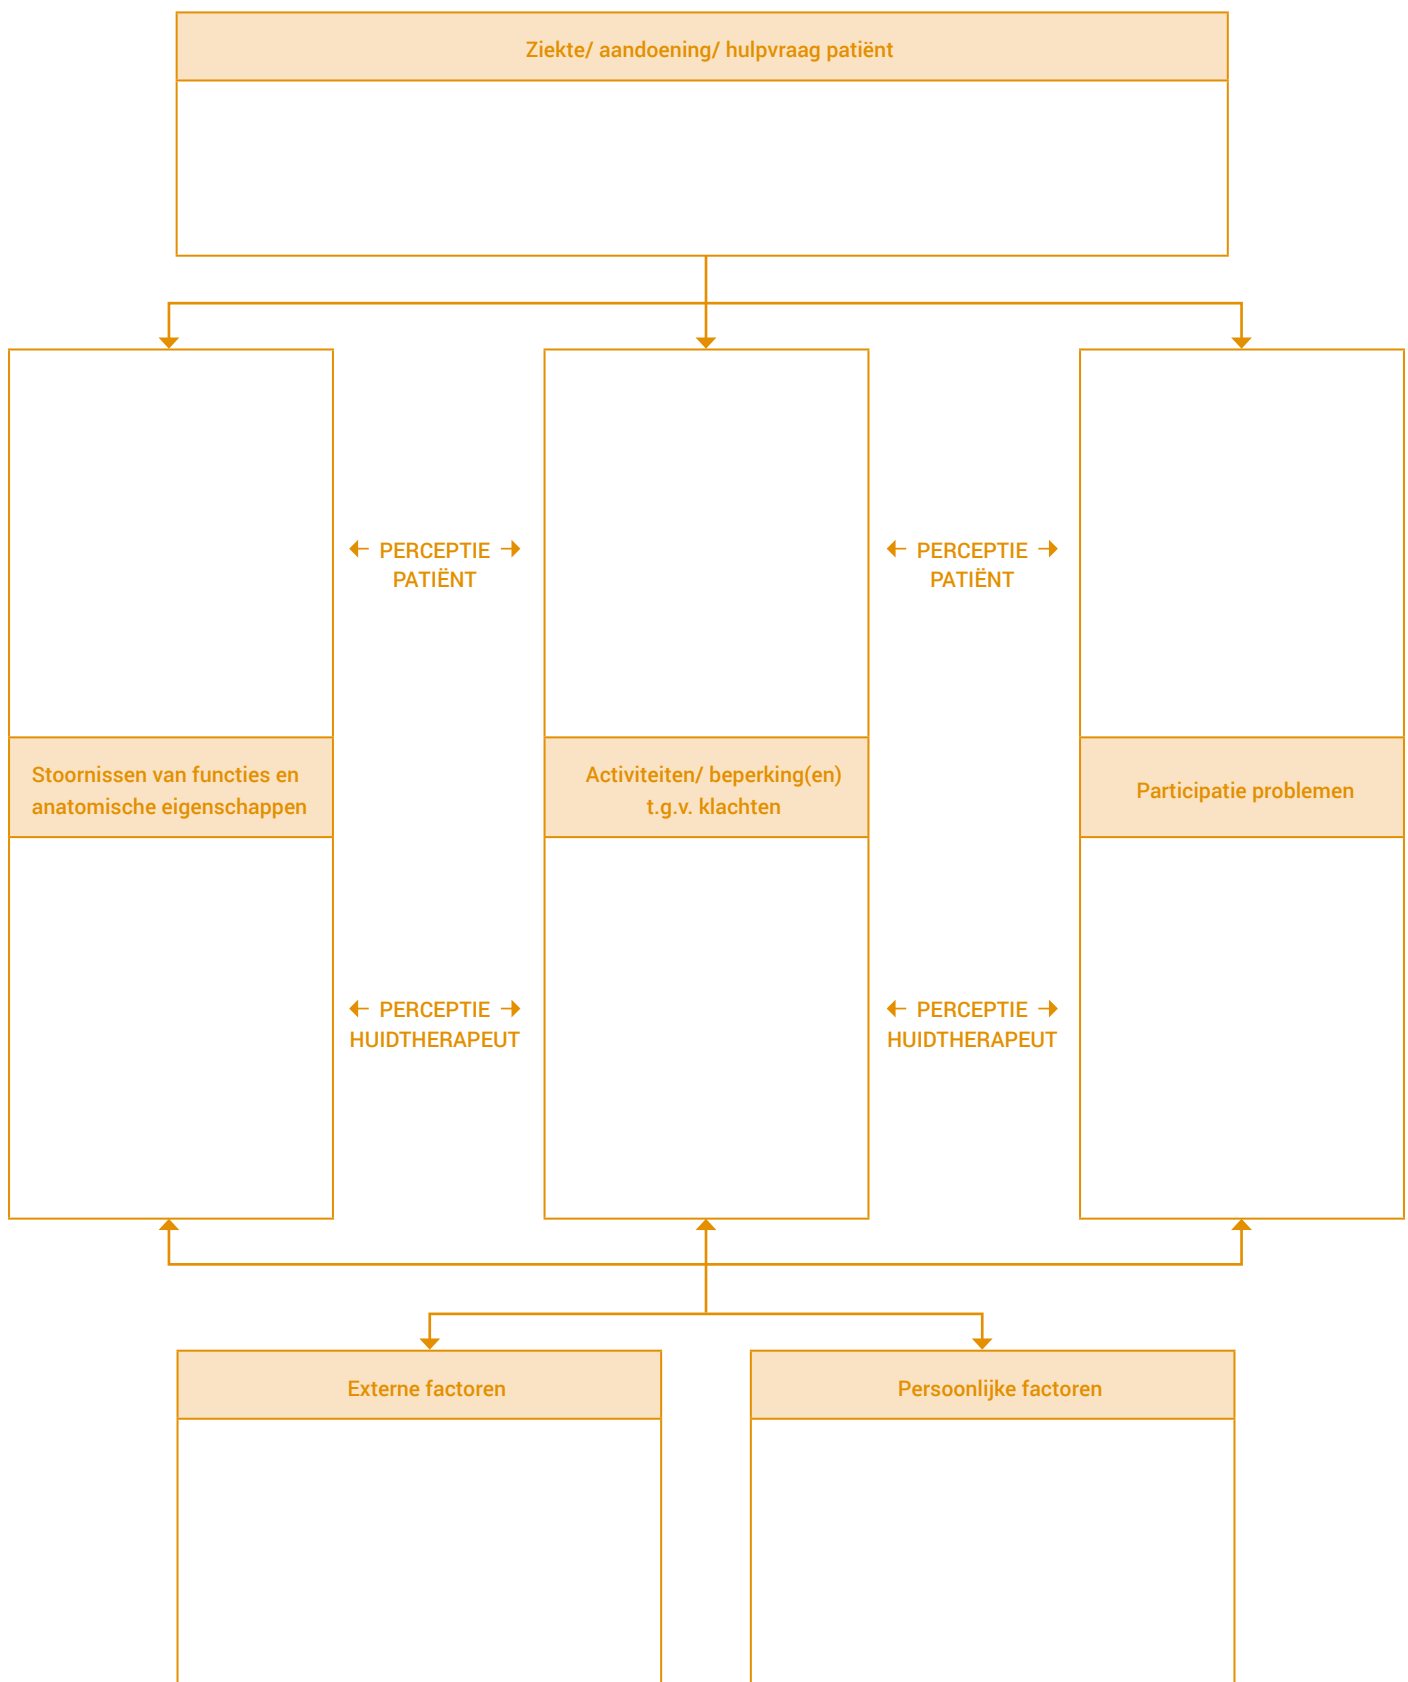 Ziekte/ aandoening/ hulpvraag patiënt
← PERCEPTIE →
PATIËNT
← PERCEPTIE →
PATIËNT
Stoornissen van functies en
anatomische eigenschappen
Activiteiten/ beperking(en)
t.g.v. klachten
Participatie problemen
← PERCEPTIE →
HUIDTHERAPEUT
← PERCEPTIE →
HUIDTHERAPEUT
Externe factoren
Persoonlijke factoren